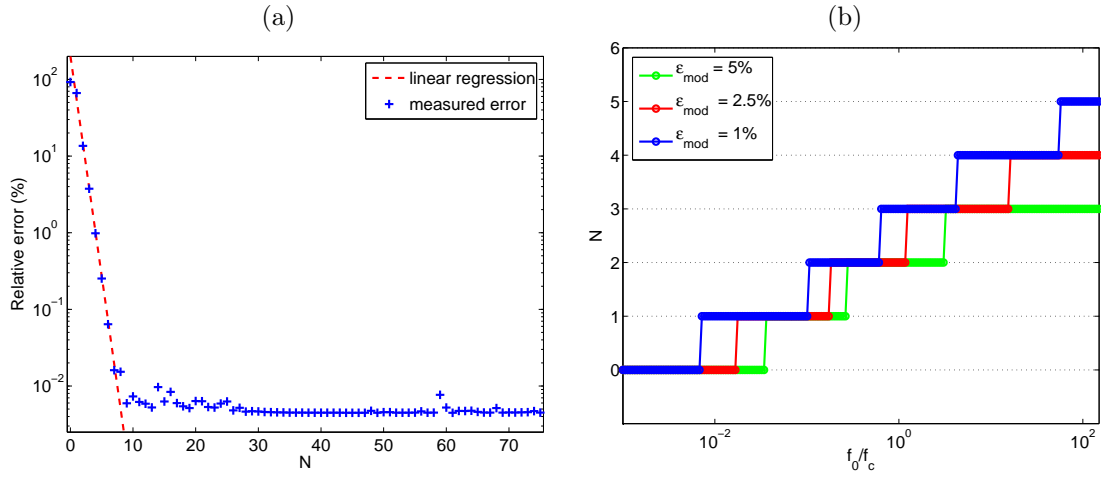 (a)
10^2
10^1
10^0
10^−1
10^−2
Relative error (%)
0 10 20 30 40 50 60 70
N
linear regression
measured error
(b)
6
5
4
3
2
1
0
N
10^−2 10^0 10^2
f_0/f_c
ε_mod = 5%
ε_mod = 2.5%
ε_mod = 1%